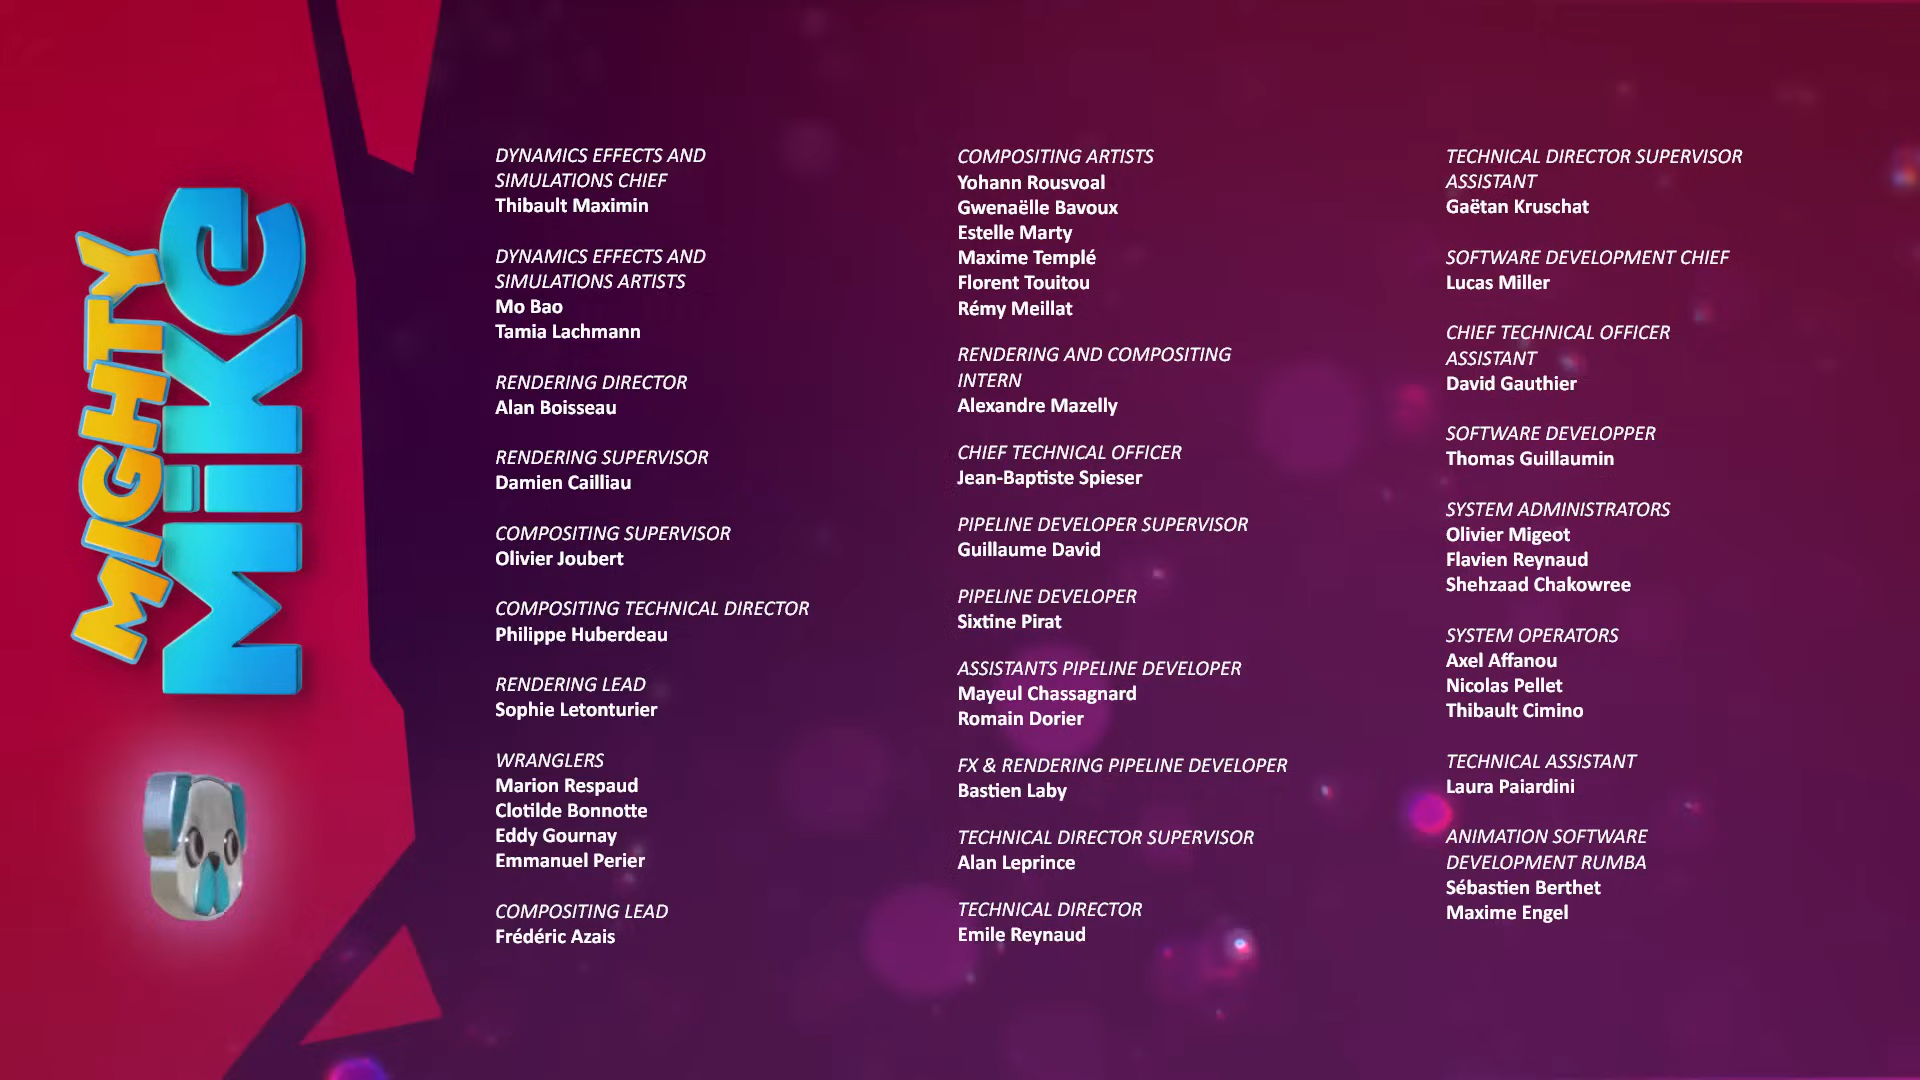 MIGHTY
MiKe
DYNAMICS EFFECTS AND
SIMULATIONS CHIEF
Thibault Maximin
DYNAMICS EFFECTS AND
SIMULATIONS ARTISTS
Mo Bao
Tamia Lachmann
RENDERING DIRECTOR
Alan Boisseau
RENDERING SUPERVISOR
Damien Cailliau
COMPOSITING SUPERVISOR
Olivier Joubert
COMPOSITING TECHNICAL DIRECTOR
Philippe Huberdeau
RENDERING LEAD
Sophie Letonturier
WRANGLERS
Marion Respaud
Clotilde Bonnotte
Eddy Gournay
Emmanuel Perier
COMPOSITING LEAD
Frédéric Azais
COMPOSITING ARTISTS
Yohann Rousvoal
Gwenaëlle Bavoux
Estelle Marty
Maxime Templé
Florent Touitou
Rémy Meillat
RENDERING AND COMPOSITING
INTERN
Alexandre Mazelly
CHIEF TECHNICAL OFFICER
Jean-Baptiste Spieser
PIPELINE DEVELOPER SUPERVISOR
Guillaume David
PIPELINE DEVELOPER
Sixtine Pirat
ASSISTANTS PIPELINE DEVELOPER
Mayeul Chassagnard
Romain Dorier
FX & RENDERING PIPELINE DEVELOPER
Bastien Laby
TECHNICAL DIRECTOR SUPERVISOR
Alan Leprince
TECHNICAL DIRECTOR
Emile Reynaud
TECHNICAL DIRECTOR SUPERVISOR
ASSISTANT
Gaëtan Kruschat
SOFTWARE DEVELOPMENT CHIEF
Lucas Miller
CHIEF TECHNICAL OFFICER
ASSISTANT
David Gauthier
SOFTWARE DEVELOPPER
Thomas Guillaumin
SYSTEM ADMINISTRATORS
Olivier Migeot
Flavien Reynaud
Shehzaad Chakowree
SYSTEM OPERATORS
Axel Affanou
Nicolas Pellet
Thibault Cimino
TECHNICAL ASSISTANT
Laura Paiardini
ANIMATION SOFTWARE
DEVELOPMENT RUMBA
Sébastien Berthet
Maxime Engel